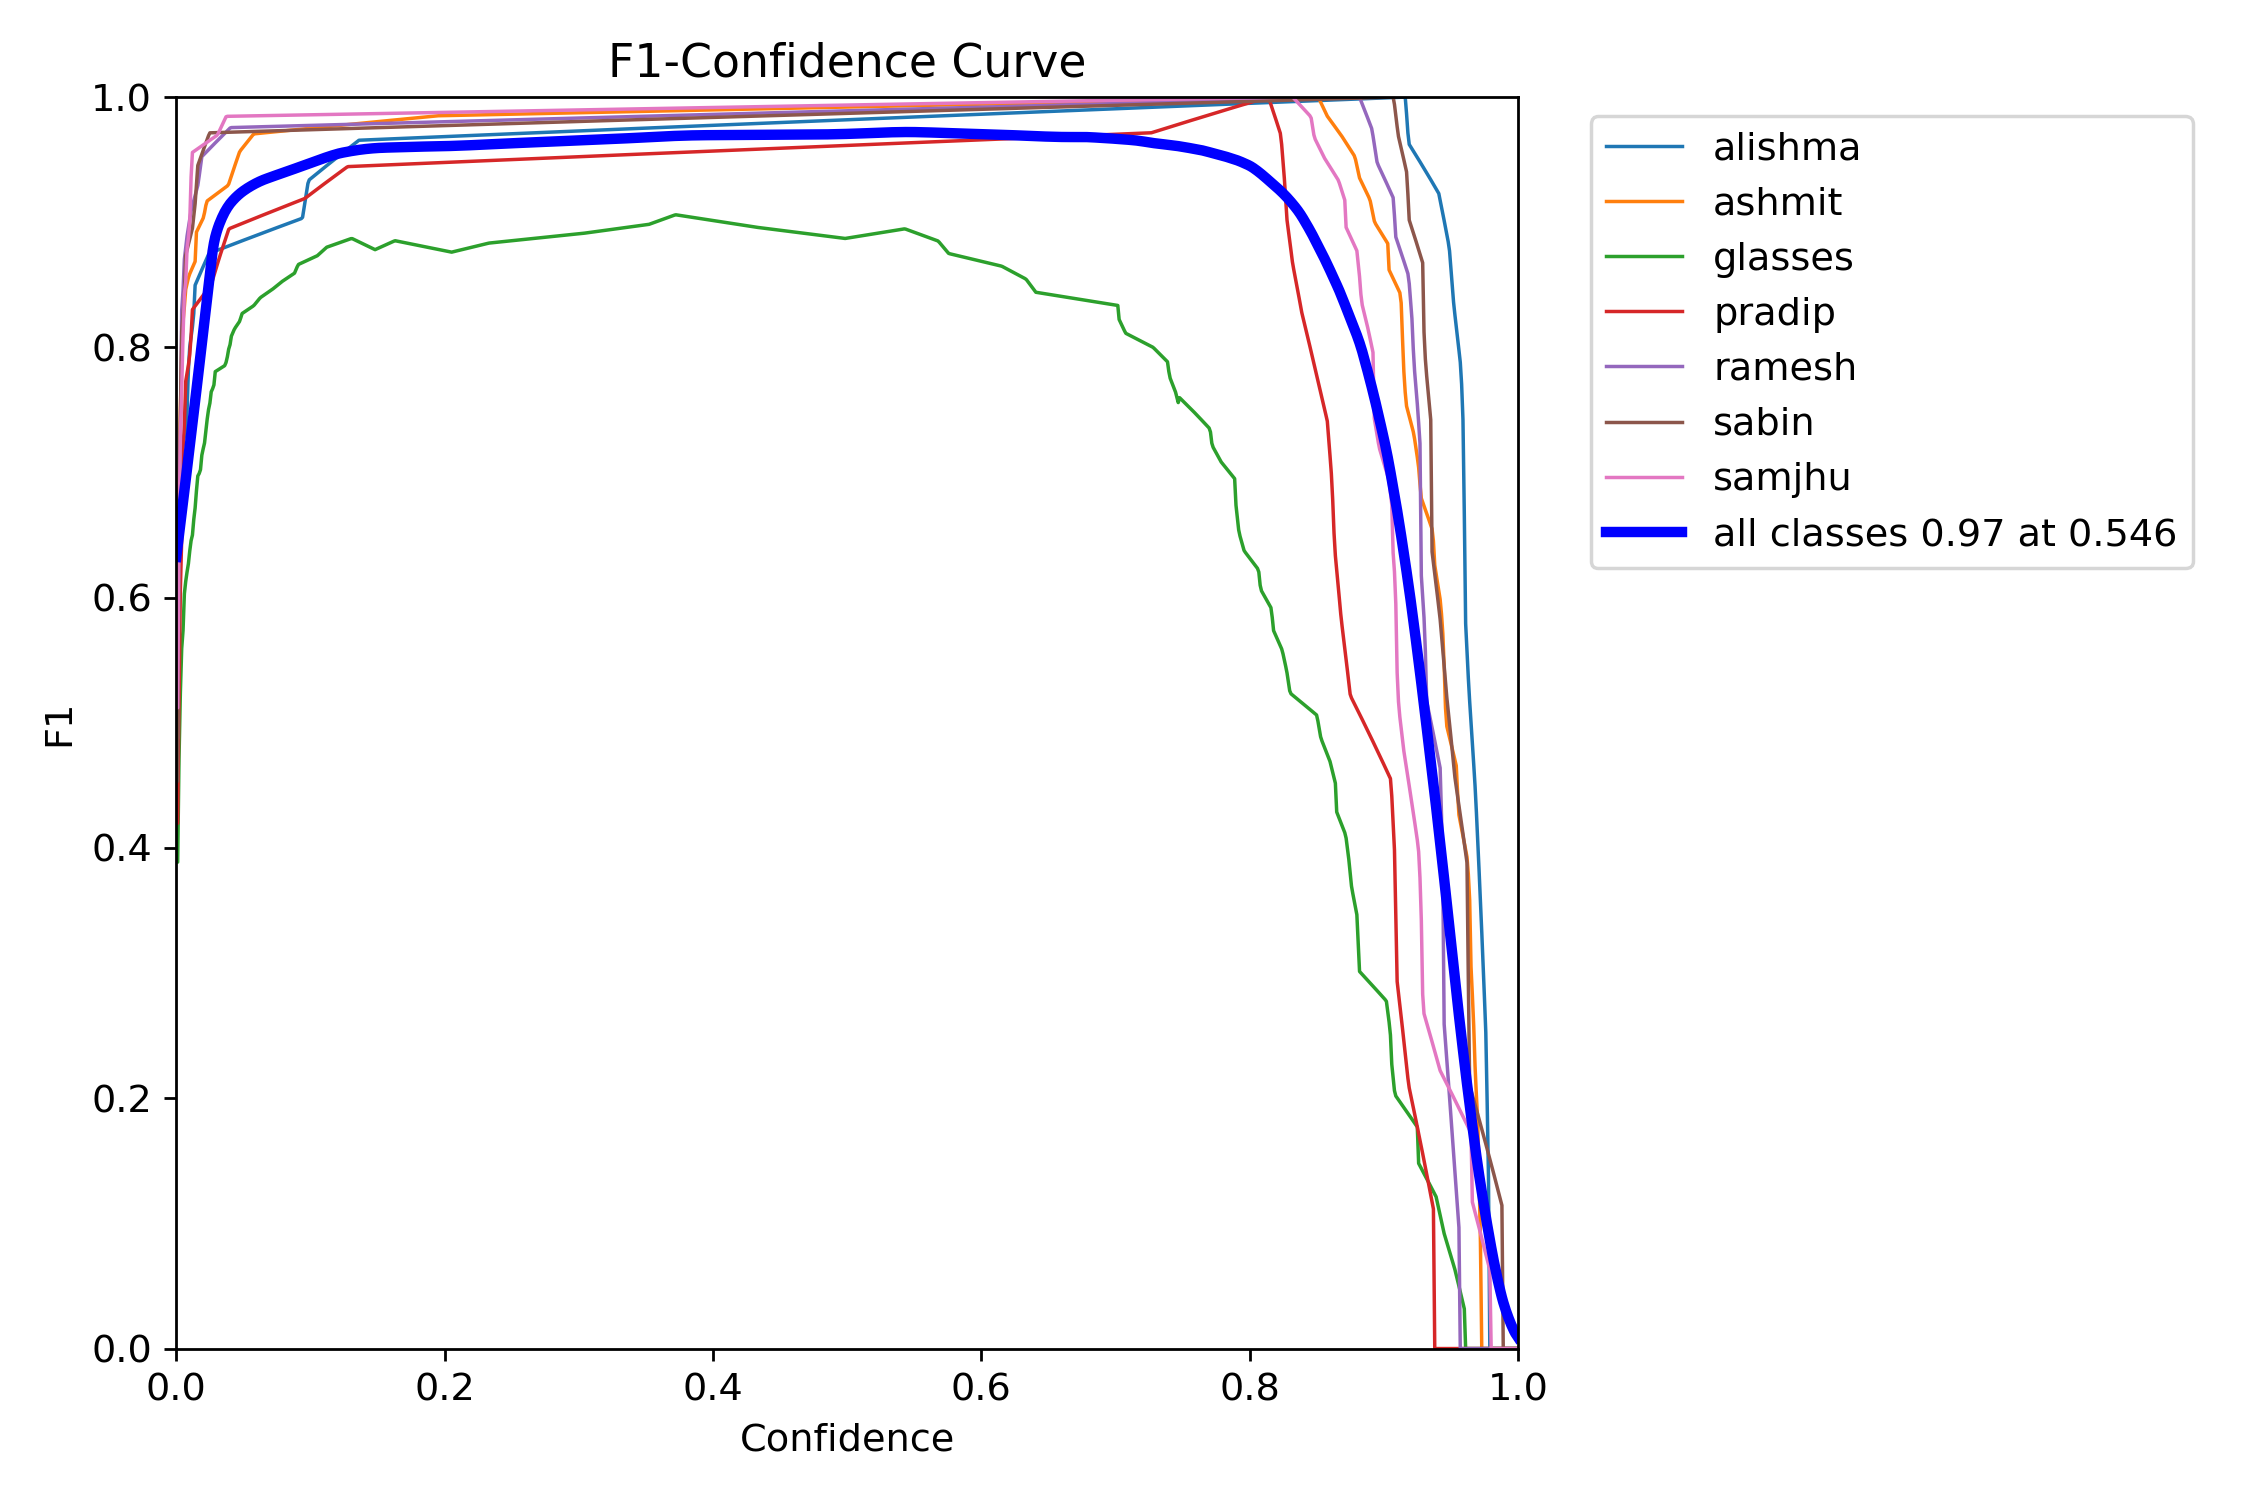 F1-Confidence Curve
1.0
0.8
0.6
0.4
0.2
0.0
F1
0.0 0.2 0.4 0.6 0.8 1.0
Confidence
alishma
ashmit
glasses
pradip
ramesh
sabin
samjhu
all classes 0.97 at 0.546